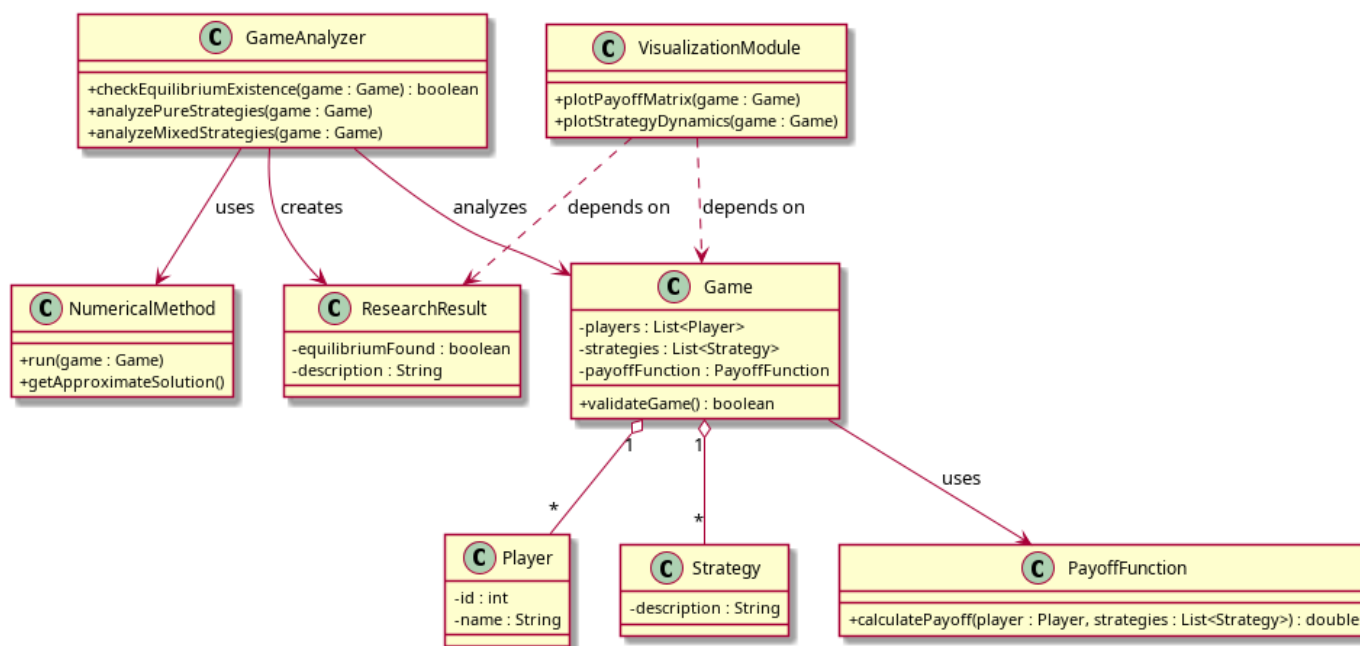 C GameAnalyzer
+checkEquilibriumExistence(game : Game) : boolean
+analyzePureStrategies(game : Game)
+analyzeMixedStrategies(game : Game)
C VisualizationModule
+plotPayoffMatrix(game : Game)
+plotStrategyDynamics(game : Game)
uses
creates
analyzes
depends on
depends on
C NumericalMethod
+run(game : Game)
+getApproximateSolution()
C ResearchResult
-equilibriumFound : boolean
-description : String
C Game
-players : List<Player>
-strategies : List<Strategy>
-payoffFunction : PayoffFunction
+validateGame() : boolean
1
1
uses
*
*
C Player
-id : int
-name : String
C Strategy
-description : String
C PayoffFunction
+calculatePayoff(player : Player, strategies : List<Strategy>) : double